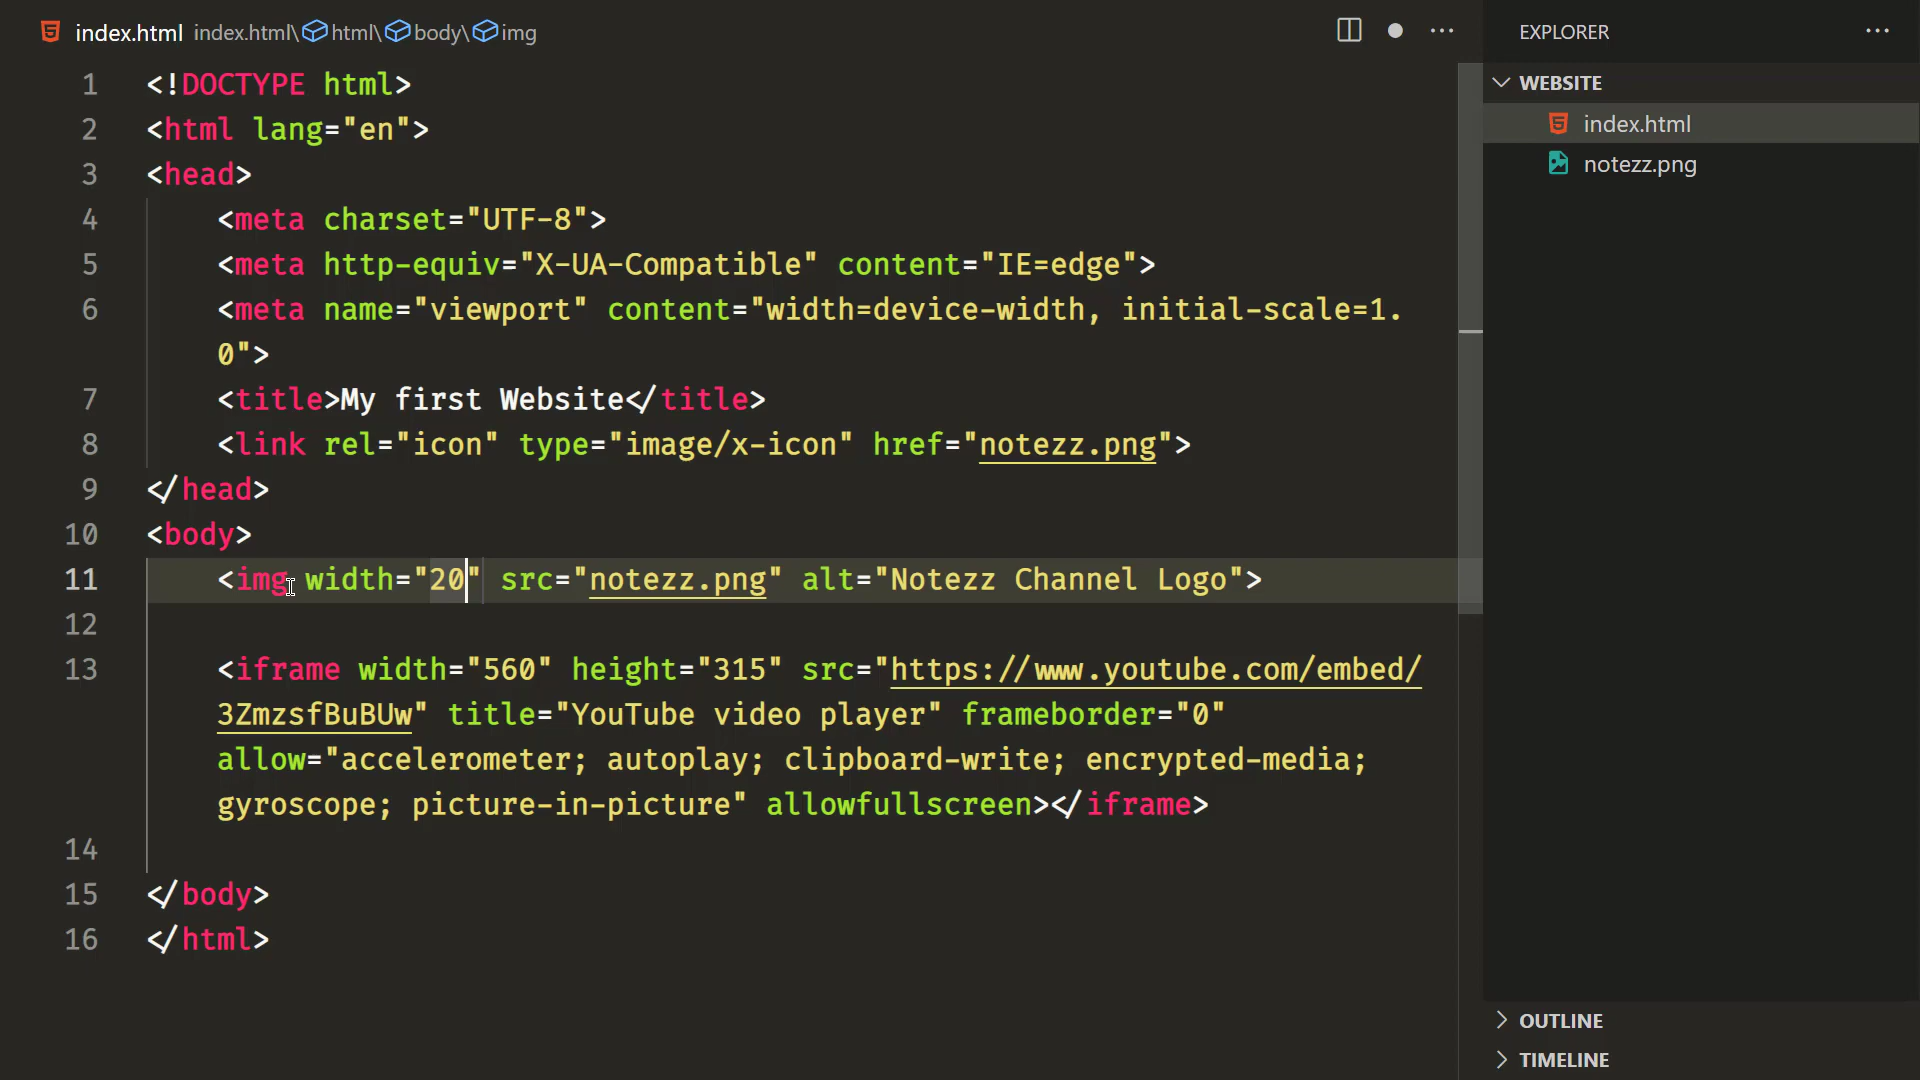 index.html index.html\html\body\img
1 <!DOCTYPE html>
2 <html lang="en">
3 <head>
4 <meta charset="UTF-8">
5 <meta http-equiv="X-UA-Compatible" content="IE=edge">
6 <meta name="viewport" content="width=device-width, initial-scale=1.
0">
7 <title>My first Website</title>
8 <link rel="icon" type="image/x-icon" href="notezz.png">
9 </head>
10 <body>
11 <img width="20" src="notezz.png" alt="Notezz Channel Logo">
12
13 <iframe width="560" height="315" src="https://www.youtube.com/embed/
3ZmzsfBuBUw" title="YouTube video player" frameborder="0"
allow="accelerometer; autoplay; clipboard-write; encrypted-media;
gyroscope; picture-in-picture" allowfullscreen></iframe>
14
15 </body>
16 </html>
EXPLORER
WEBSITE
index.html
notezz.png
OUTLINE
TIMELINE